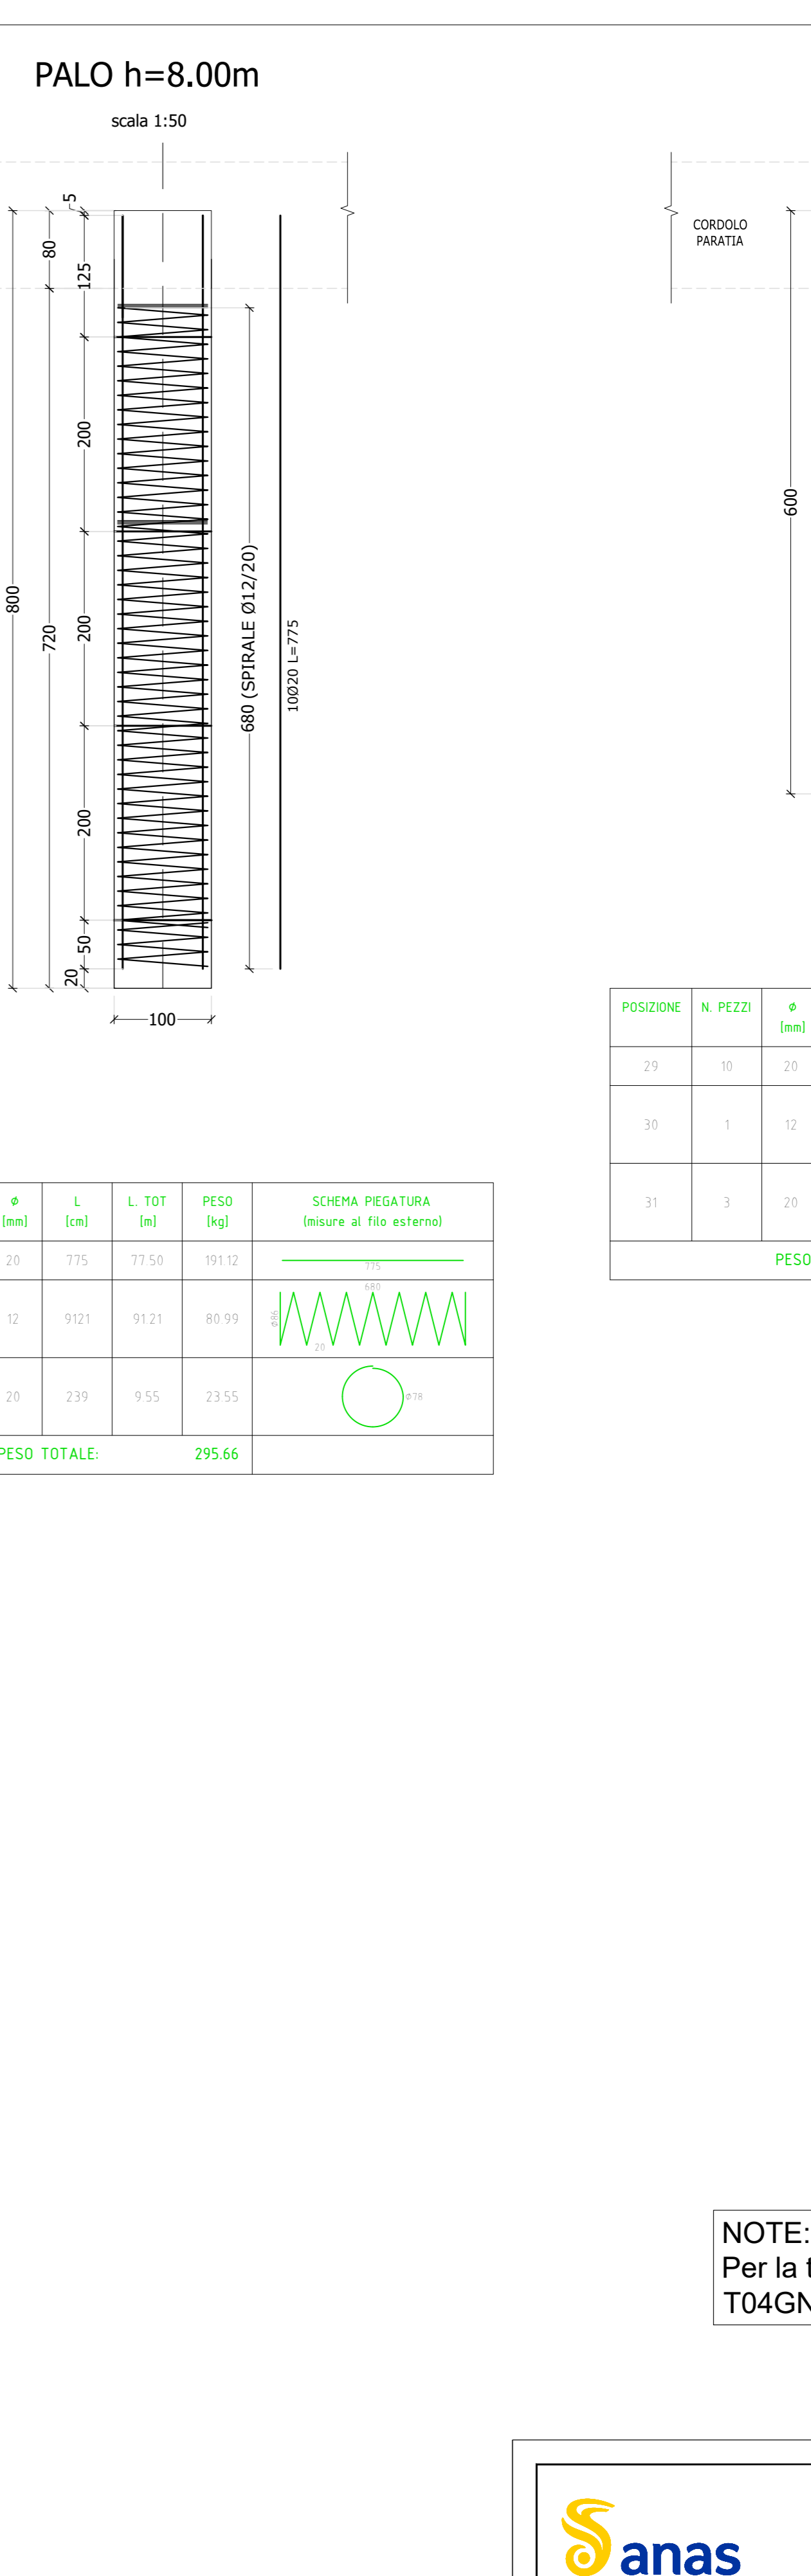 PALO h=8.00m
scala 1:50
5
80
125
CORDOLO
PARATIA
200
600
680 (SPIRALE Ø12/20)
800
200
720
10Ø20 L=775
200
50
20
100
POSIZIONE N. PEZZI ø
[mm]
29 10 20
30 1 12
31 3 20
PESO
ø L L. TOT PESO SCHEMA PIEGATURA
[mm] [cm] [m] [kg] (misure al filo esterno)
20 775 77.50 191.12 775
12 9121 91.21 80.99 680 ø86 20
20 239 9.55 23.55 ø78
PESO TOTALE: 295.66
NOTE:
Per la
T04GN
anas